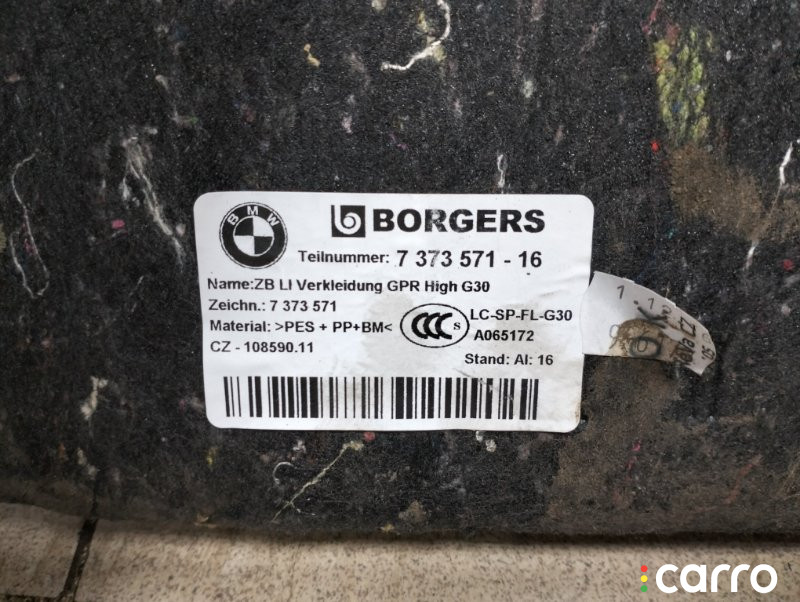 BMW
BORGERS
Teilnummer: 7 373 571 - 16
Name:ZB LI Verkleidung GPR High G30
Zeichn.: 7 373 571
Material: >PES + PP+BM<
CCC S
LC-SP-FL-G30
A065172
CZ - 108590.11
Stand: AI: 16
carro